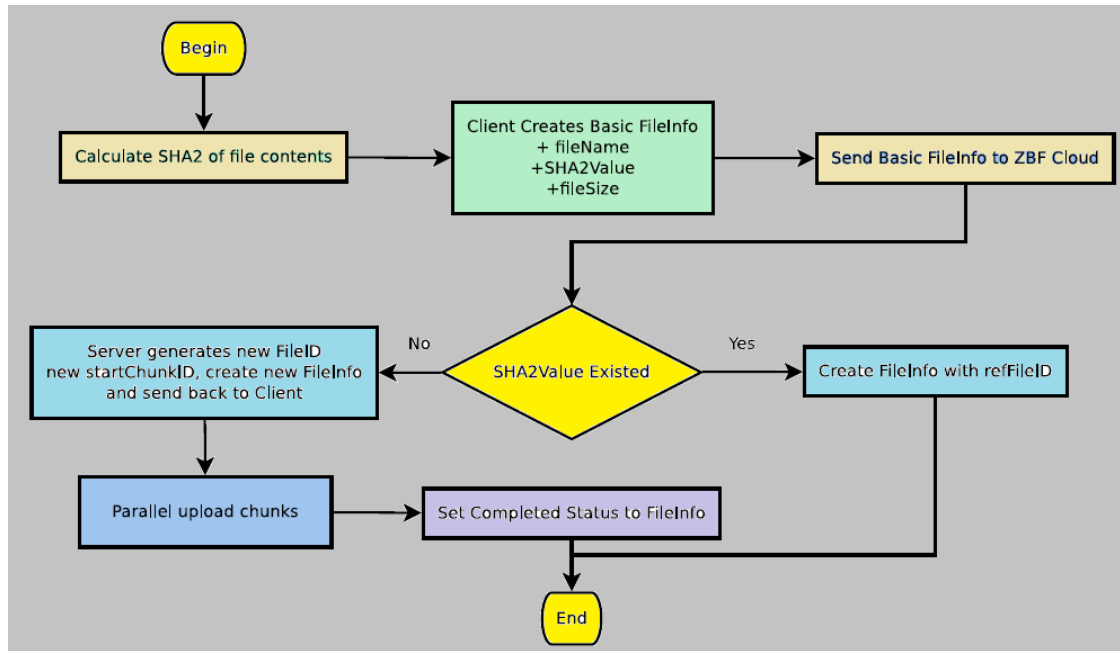 Begin
Calculate SHA2 of file contents
Client Creates Basic FileInfo
+ fileName
+SHA2Value
+fileSize
Send Basic FileInfo to ZBF Cloud
SHA2Value Existed
No
Yes
Server generates new FileID
new startChunkID, create new FileInfo
and send back to Client
Create FileInfo with refFileID
Parallel upload chunks
Set Completed Status to FileInfo
End